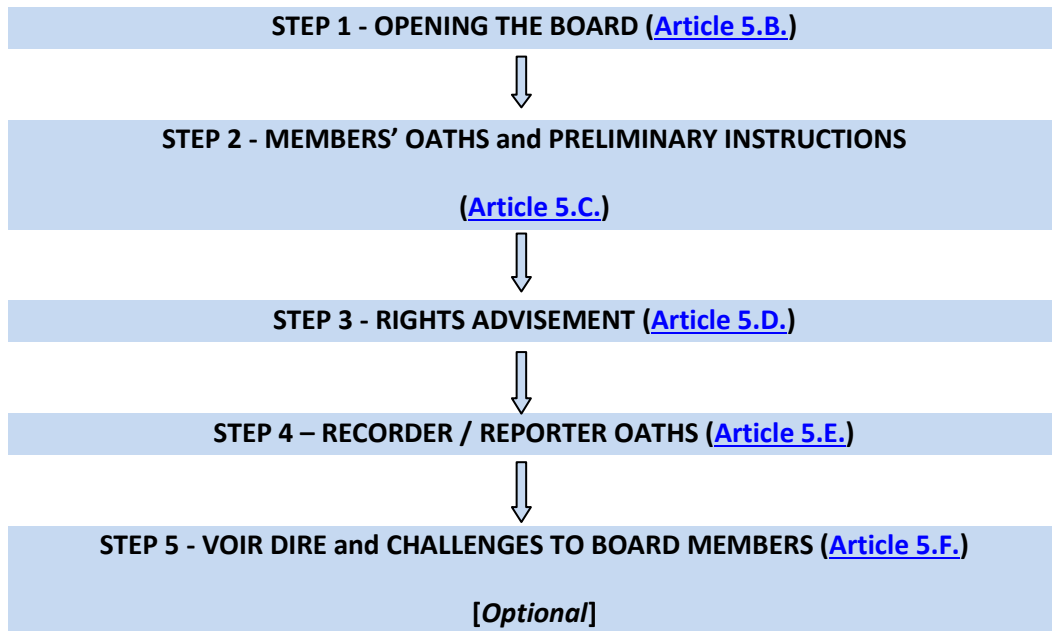 STEP 1 - OPENING THE BOARD (Article 5.B.)
STEP 2 - MEMBERS’ OATHS and PRELIMINARY INSTRUCTIONS
(Article 5.C.)
STEP 3 - RIGHTS ADVISEMENT (Article 5.D.)
STEP 4 – RECORDER / REPORTER OATHS (Article 5.E.)
STEP 5 - VOIR DIRE and CHALLENGES TO BOARD MEMBERS (Article 5.F.)
[Optional]